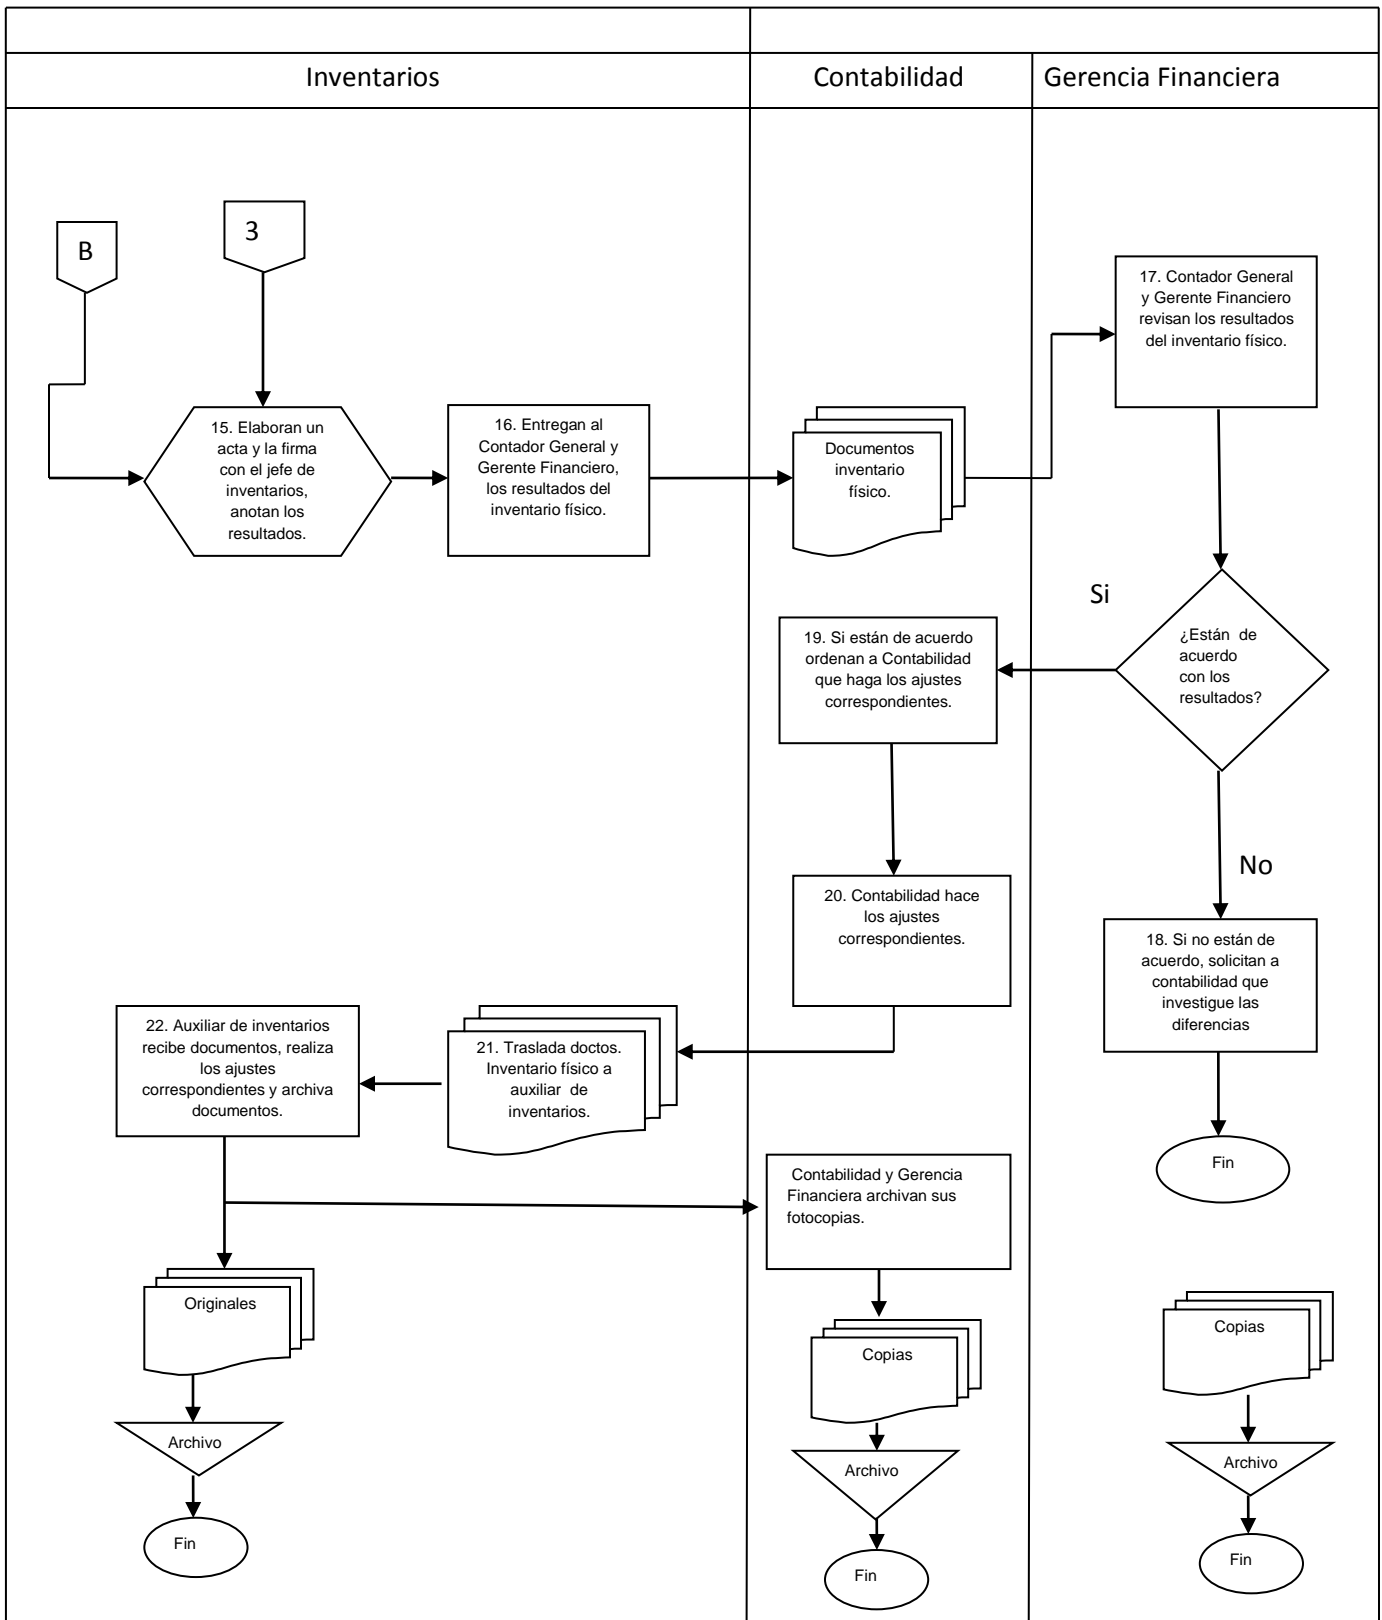 Inventarios
Contabilidad
Gerencia Financiera
B
3
15. Elaboran un
acta y la firma
con el jefe de
inventarios,
anotan los
resultados.
16. Entregan al
Contador General y
Gerente Financiero,
los resultados del
inventario físico.
Documentos
inventario
físico.
17. Contador General
y Gerente Financiero
revisan los resultados
del inventario físico.
Si
¿Están de
acuerdo
con los
resultados?
19. Si están de acuerdo
ordenan a Contabilidad
que haga los ajustes
correspondientes.
No
20. Contabilidad hace
los ajustes
correspondientes.
18. Si no están de
acuerdo, solicitan a
contabilidad que
investigue las
diferencias
22. Auxiliar de inventarios
recibe documentos, realiza
los ajustes
correspondientes y archiva
documentos.
21. Traslada doctos.
Inventario físico a
auxiliar de
inventarios.
Fin
Contabilidad y Gerencia
Financiera archivan sus
fotocopias.
Originales
Copias
Copias
Archivo
Archivo
Archivo
Fin
Fin
Fin